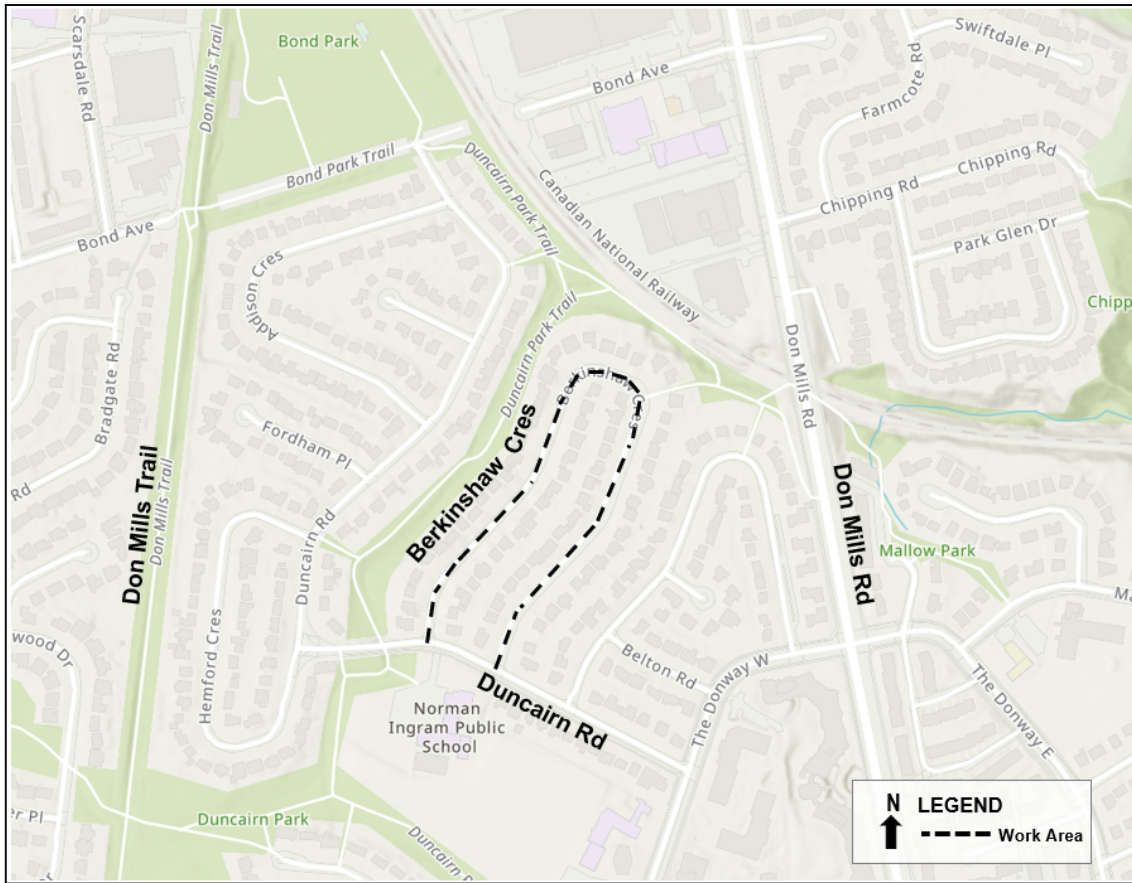 Scarsdale Rd
Don Mills Trail
Bond Park
Bond Ave
Farmcote Rd
Swiftdale Pl
Bond Park Trail
Duncairn Park Trail
Canadian National Railway
Chipping Rd
Chipping Rd
Park Glen Dr
Bond Ave
Addison Cres
Duncairn Park Trail
Chipp
Bradgate Rd
Don Mills Rd
Berkinshaw Cres
Fordham Pl
Berkinshaw Cres
Rd
Don Mills Trail
Don Mills Trail
Duncairn Rd
Don Mills Rd
Mallow Park
Ma
Hemford Cres
wood Dr
Belton Rd
The Donway W
The Donway E
Duncairn Rd
Norman
Ingram Public
School
er Pl
Duncairn Park
Duncairn P
N
LEGEND
Work Area